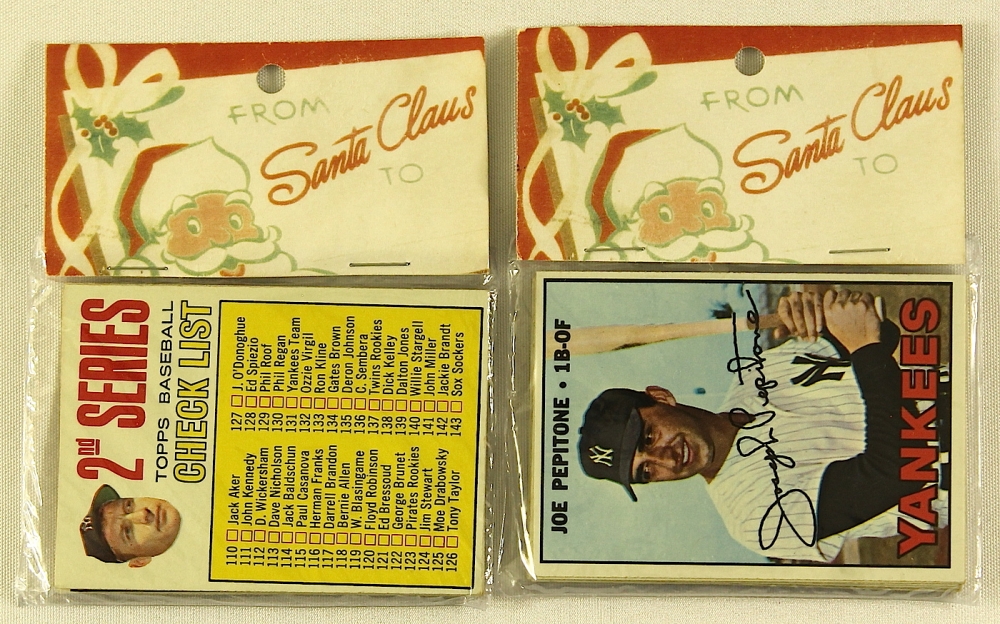 FROM
Santa Claus
TO
FROM
Santa Claus
TO
2nd SERIES
TOPPS BASEBALL
CHECK LIST
110 Jack Aker
111 John Kennedy
112 D. Wickersham
113 Dave Nicholson
114 Jack Baldschun
115 Paul Casanova
116 Herman Franks
117 Darrell Brandon
118 Bernie Allen
119 W. Blasingame
120 Floyd Robinson
121 Ed Bressoud
122 George Brunet
123 Pirates Rookies
124 Jim Stewart
125 Moe Drabowsky
126 Tony Taylor
127 J. O'Donoghue
128 Ed Spiezio
129 Phil Roof
130 Phil Regan
131 Yankees Team
132 Ozzie Virgil
133 Ron Kline
134 Gates Brown
135 Deron Johnson
136 C. Sembera
137 Twins Rookies
138 Dick Kelley
139 Dalton Jones
140 Willie Stargell
141 John Miller
142 Jackie Brandt
143 Sox Sockers
NY
JOE PEPITONE • 1B-OF
NY
NY
Joseph Pepitone
YANKEES